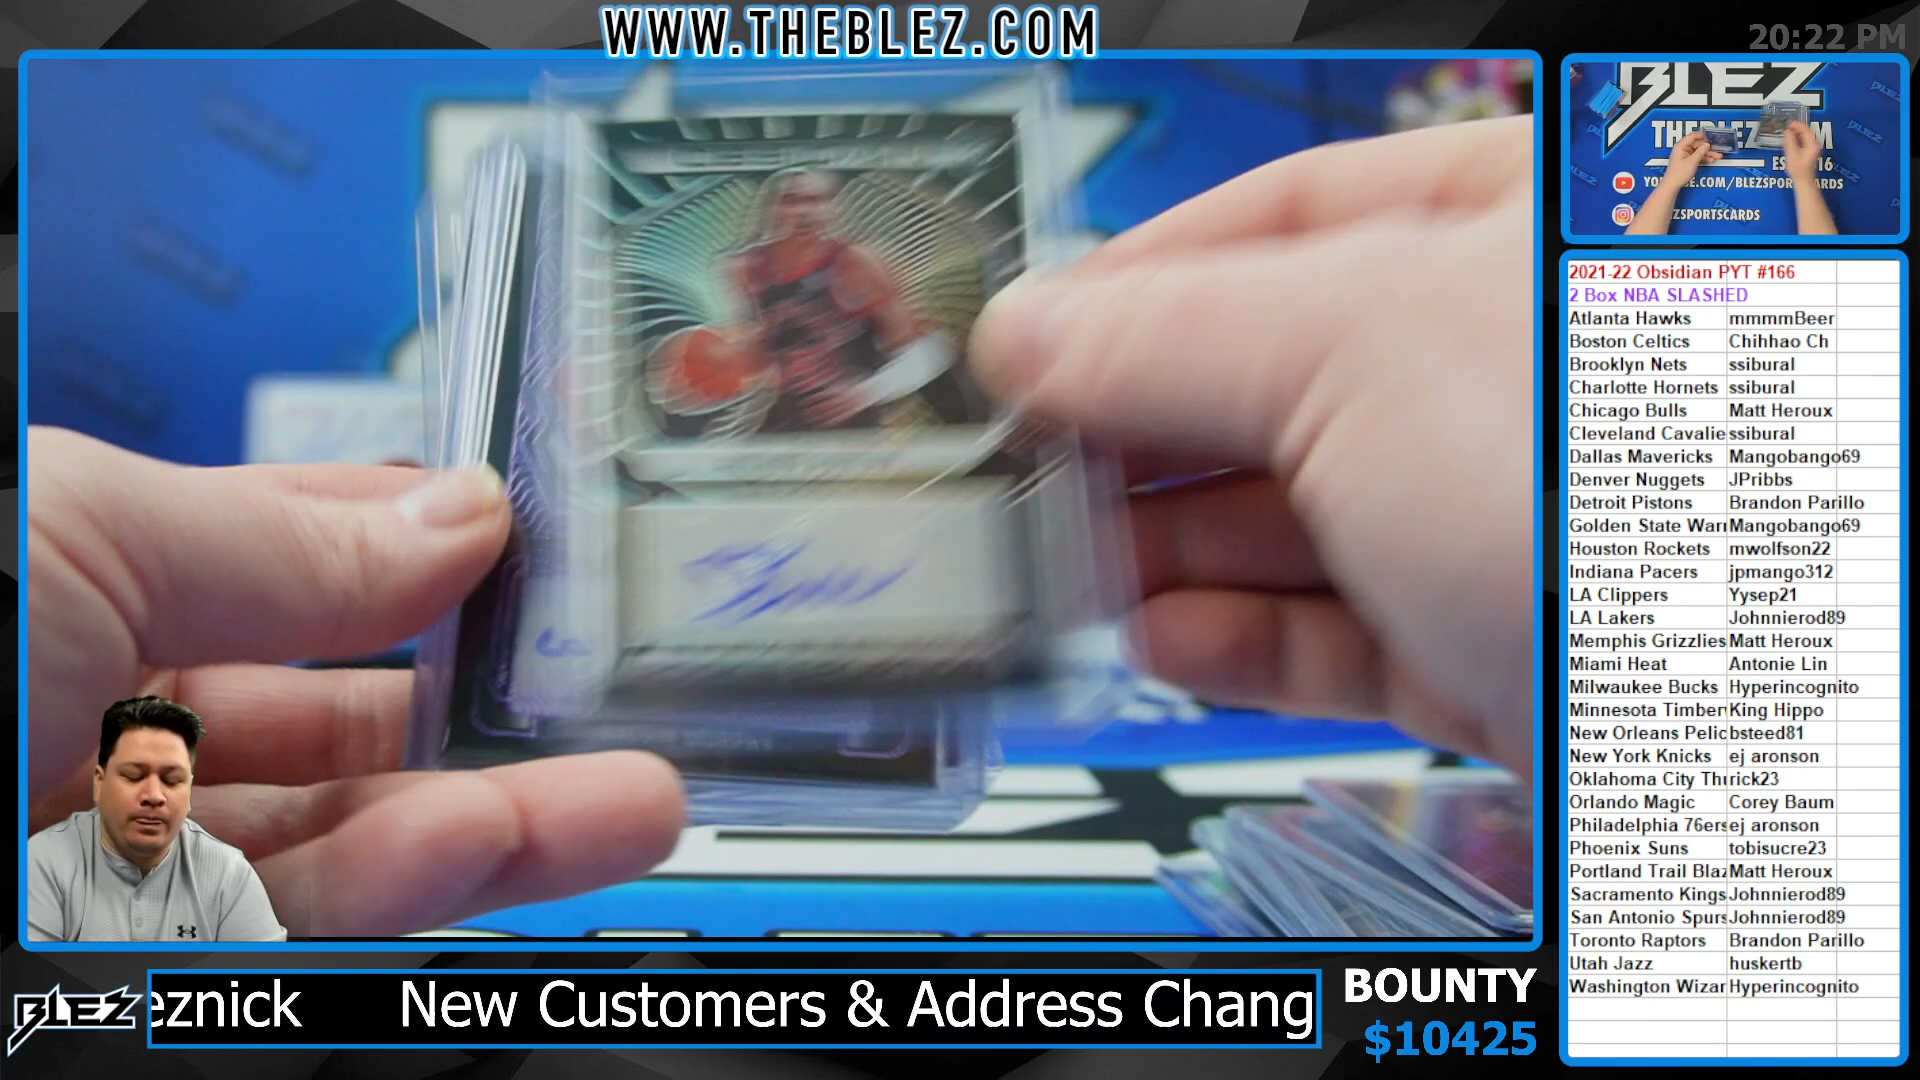 WWW.THEBLEZ.COM
20:22 PM
BLEZ
EST
16
ZSPORTSCARDS
2021-22 Obsidian PYT #166
2 Box NBA SLASHED
Atlanta Hawks mmmmBeer
Boston Celtics Chihhao Ch
Brooklyn Nets ssibural
Charlotte Hornets ssibural
Chicago Bulls Matt Heroux
Cleveland Cavalie ssibural
Dallas Mavericks Mangobango69
Denver Nuggets JPribbs
Detroit Pistons Brandon Parillo
Golden State Warr Mangobango69
Houston Rockets mwolfson22
Indiana Pacers jpmango312
LA Clippers Yysep21
LA Lakers Johnnierod89
Memphis Grizzlies Matt Heroux
Miami Heat Antonie Lin
Milwaukee Bucks Hyperincognito
Minnesota Timber King Hippo
New Orleans Pelic bsteed81
New York Knicks ej aronson
Oklahoma City Thu rick23
Orlando Magic Corey Baum
Philadelphia 76ers ej aronson
Phoenix Suns tobisucre23
Portland Trail Blaz Matt Heroux
Sacramento Kings Johnnierod89
San Antonio Spurs Johnnierod89
Toronto Raptors Brandon Parillo
Utah Jazz huskertb
Washington Wizar Hyperincognito
BLEZ
eznick New Customers & Address Chang
BOUNTY
$10425